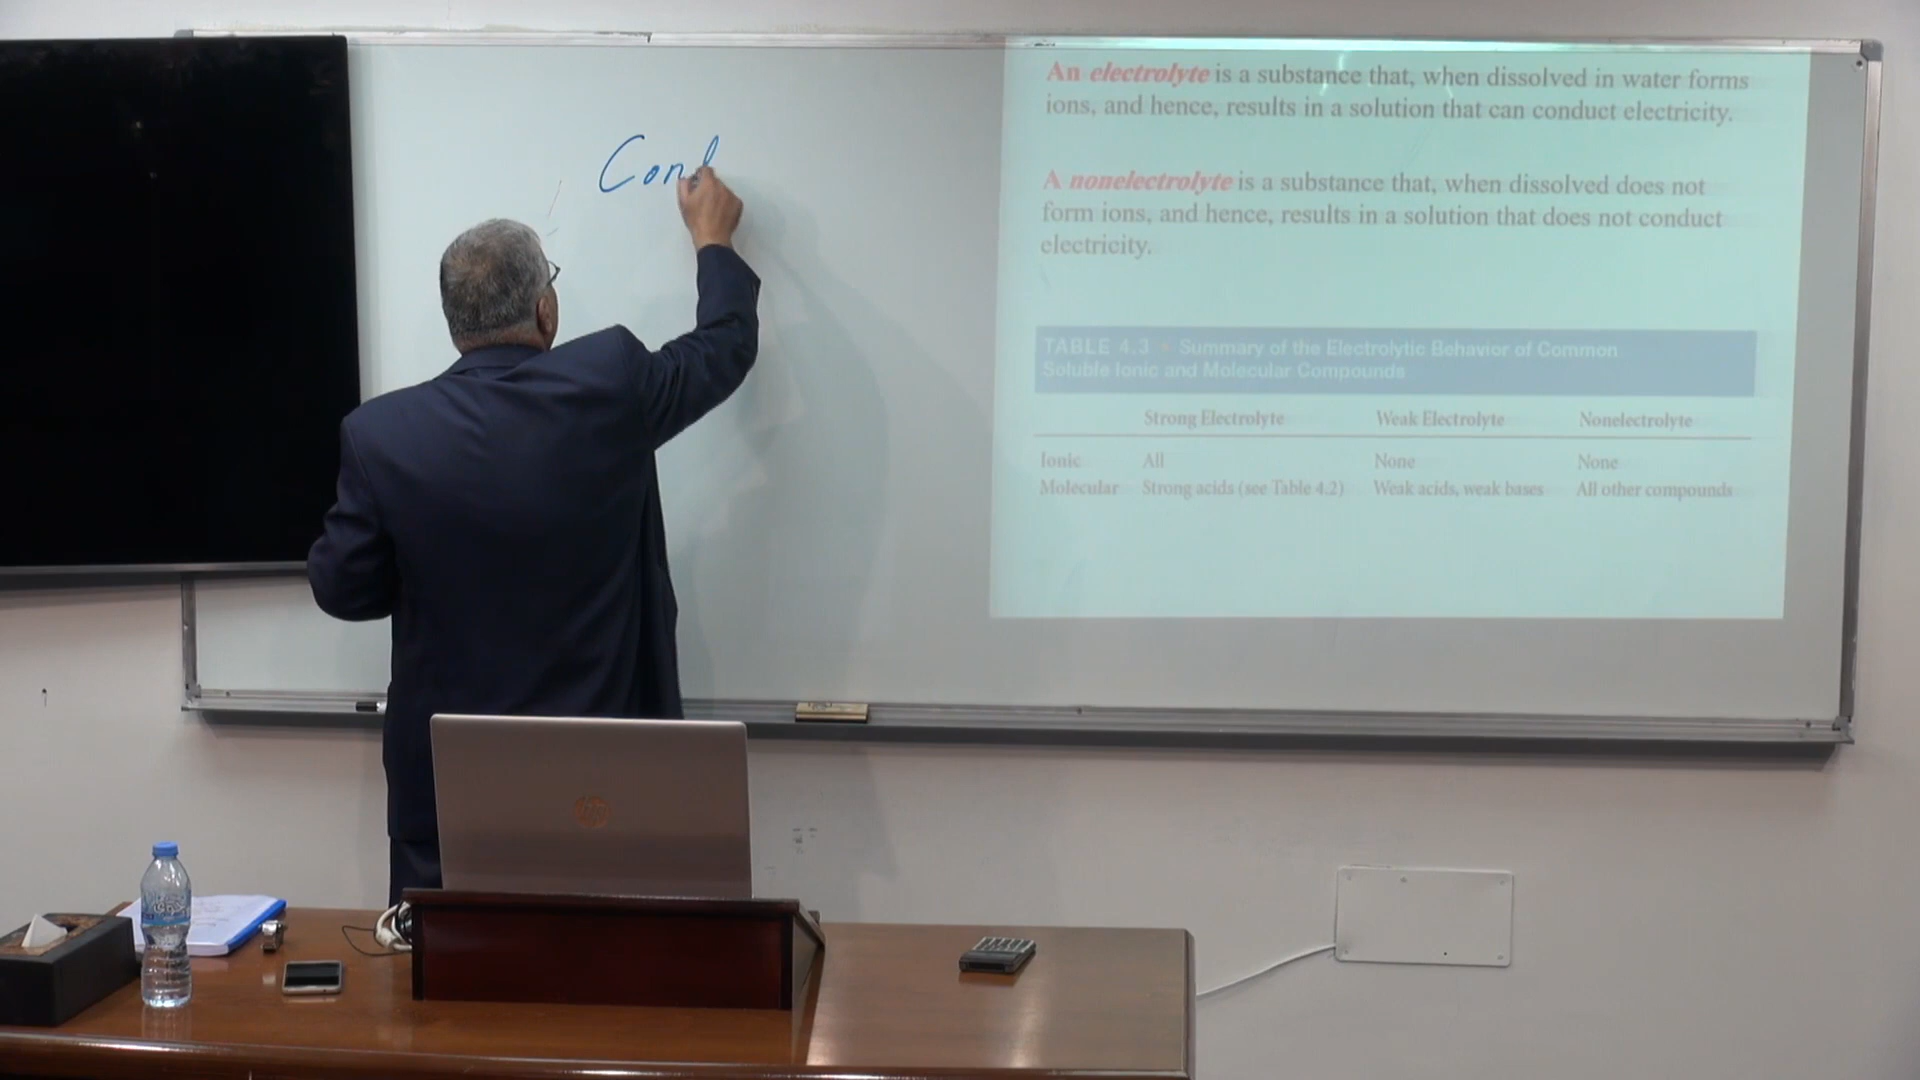 Cond
An electrolyte is a substance that, when dissolved in water forms
ions, and hence, results in a solution that can conduct electricity.
A nonelectrolyte is a substance that, when dissolved does not
form ions, and hence, results in a solution that does not conduct
electricity.
TABLE 4.3 Summary of the Electrolytic Behavior of Common
Soluble Ionic and Molecular Compounds
Strong Electrolyte Weak Electrolyte Nonelectrolyte
Ionic All None None
Molecular Strong acids (see Table 4.2) Weak acids, weak bases All other compounds
hp